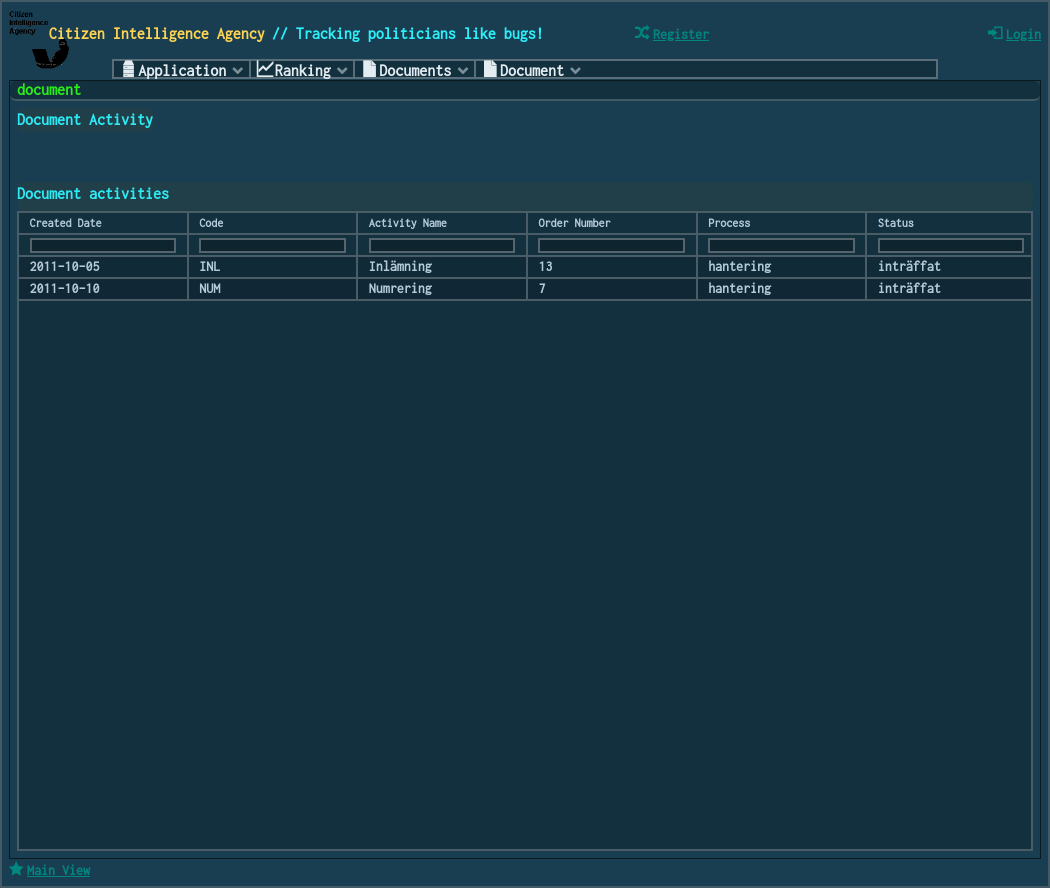 Citizen
Intelligence
Agency
Citizen Intelligence Agency // Tracking politicians like bugs!
Register
Login
Application
Ranking
Documents
Document
document
Document Activity
Document activities
Created Date Code Activity Name Order Number Process Status
2011-10-05 INL Inlämning 13 hantering inträffat
2011-10-10 NUM Numrering 7 hantering inträffat
Main View